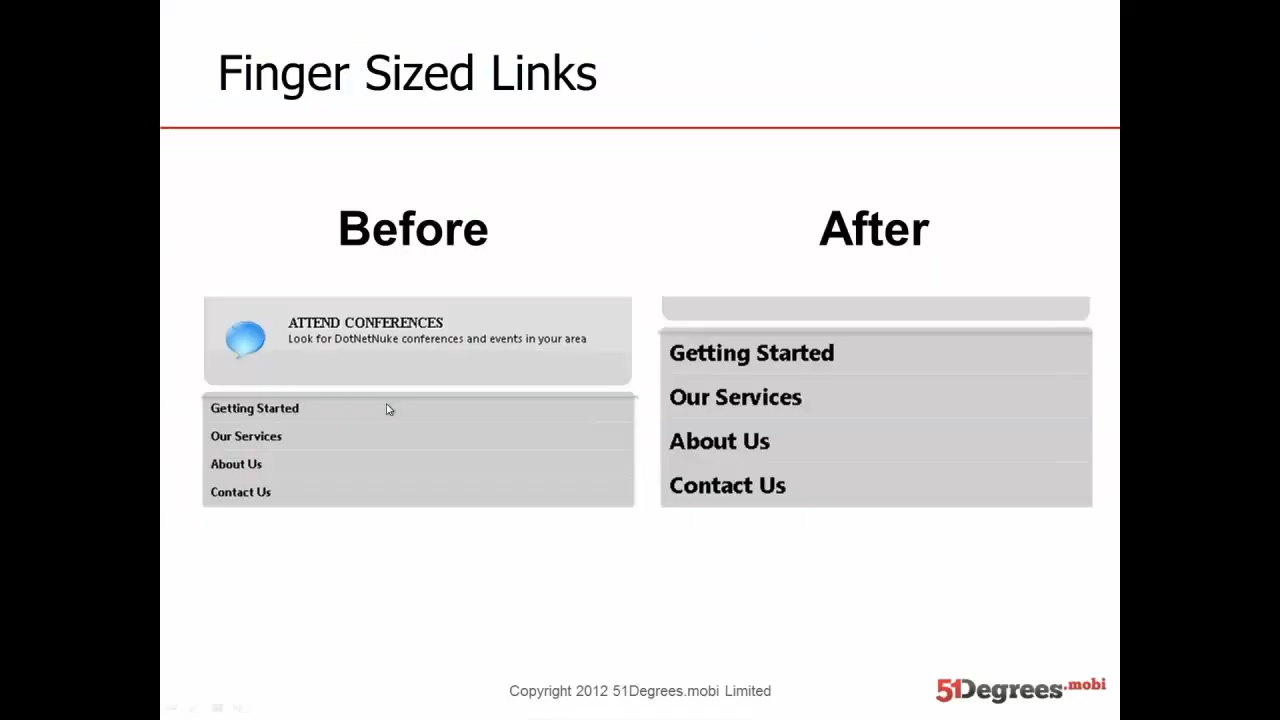 Finger Sized Links
Before
After
ATTEND CONFERENCES
Look for DotNetNuke conferences and events in your area
Getting Started
Our Services
About Us
Contact Us
Getting Started
Our Services
About Us
Contact Us
Copyright 2012 51Degrees.mobi Limited
51Degrees.mobi